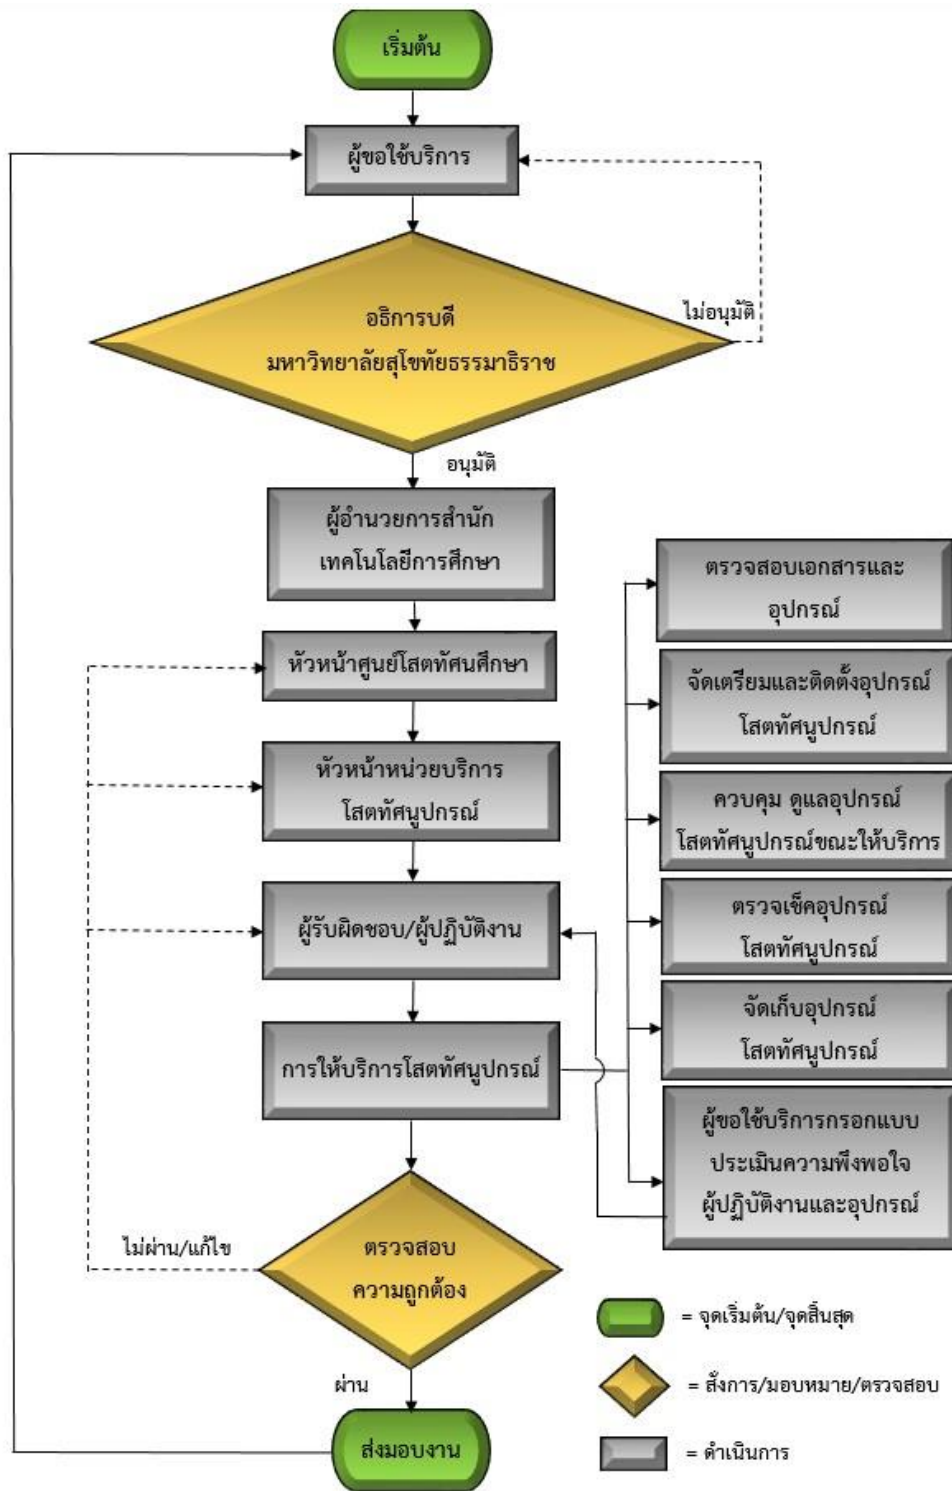 เริ่มต้น
ผู้ขอใช้บริการ
อธิการบดี
มหาวิทยาลัยสุโขทัยธรรมาธิราช
ไม่อนุมัติ
อนุมัติ
ผู้อำนวยการสำนัก
เทคโนโลยีการศึกษา
หัวหน้าศูนย์โสตทัศนศึกษา
หัวหน้าหน่วยบริการ
โสตทัศนูปกรณ์
ผู้รับผิดชอบ/ผู้ปฏิบัติงาน
การให้บริการโสตทัศนูปกรณ์
ตรวจสอบเอกสารและ
อุปกรณ์
จัดเตรียมและติดตั้งอุปกรณ์
โสตทัศนูปกรณ์
ควบคุม ดูแลอุปกรณ์
โสตทัศนูปกรณ์ขณะให้บริการ
ตรวจเช็คอุปกรณ์
โสตทัศนูปกรณ์
จัดเก็บอุปกรณ์
โสตทัศนูปกรณ์
ผู้ขอใช้บริการกรอกแบบ
ประเมินความพึงพอใจ
ผู้ปฏิบัติงานและอุปกรณ์
ไม่ผ่าน/แก้ไข
ตรวจสอบ
ความถูกต้อง
ผ่าน
ส่งมอบงาน
= จุดเริ่มต้น/จุดสิ้นสุด
= สั่งการ/มอบหมาย/ตรวจสอบ
= ดำเนินการ